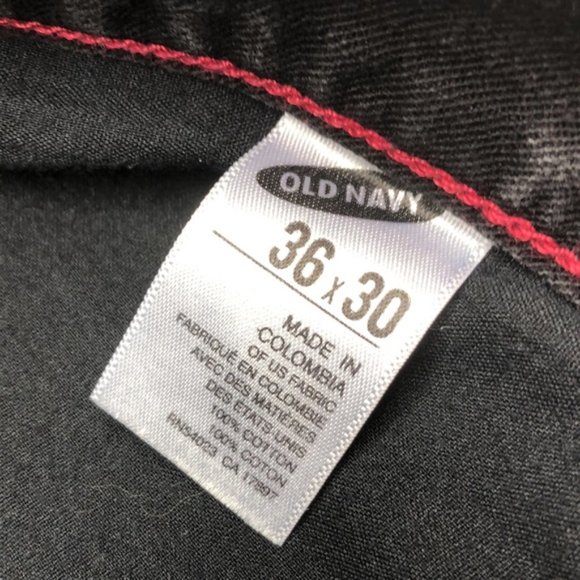 OLD NAVY
36 x 30
MADE IN
COLOMBIA
OF US FABRIC
FABRIQUÉ EN COLOMBIE
AVEC DES MATIÈRES
DES ÉTATS-UNIS
100% COTTON
100% COTON
RN54023 CA 17897